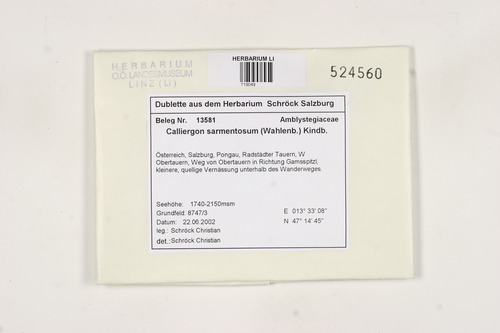 HERBARIUM
O.Ö. LANDESMUSEUM
LINZ (LI)
HERBARIUM LI
719049
524560
Dublette aus dem Herbarium Schröck Salzburg
Beleg Nr. 13581 Amblystegiaceae
Calliergon sarmentosum (Wahlenb.) Kindb.
Österreich, Salzburg, Pongau, Radstädter Tauern, W
Obertauern, Weg von Obertauern in Richtung Gamsspitzl,
kleinere, quellige Vernässung unterhalb des Wanderweges
Seehöhe: 1740-2150msm
Grundfeld: 8747/3 E 013° 33' 08"
Datum: 22.06.2002 N 47° 14' 45"
leg.: Schröck Christian
det.: Schröck Christian